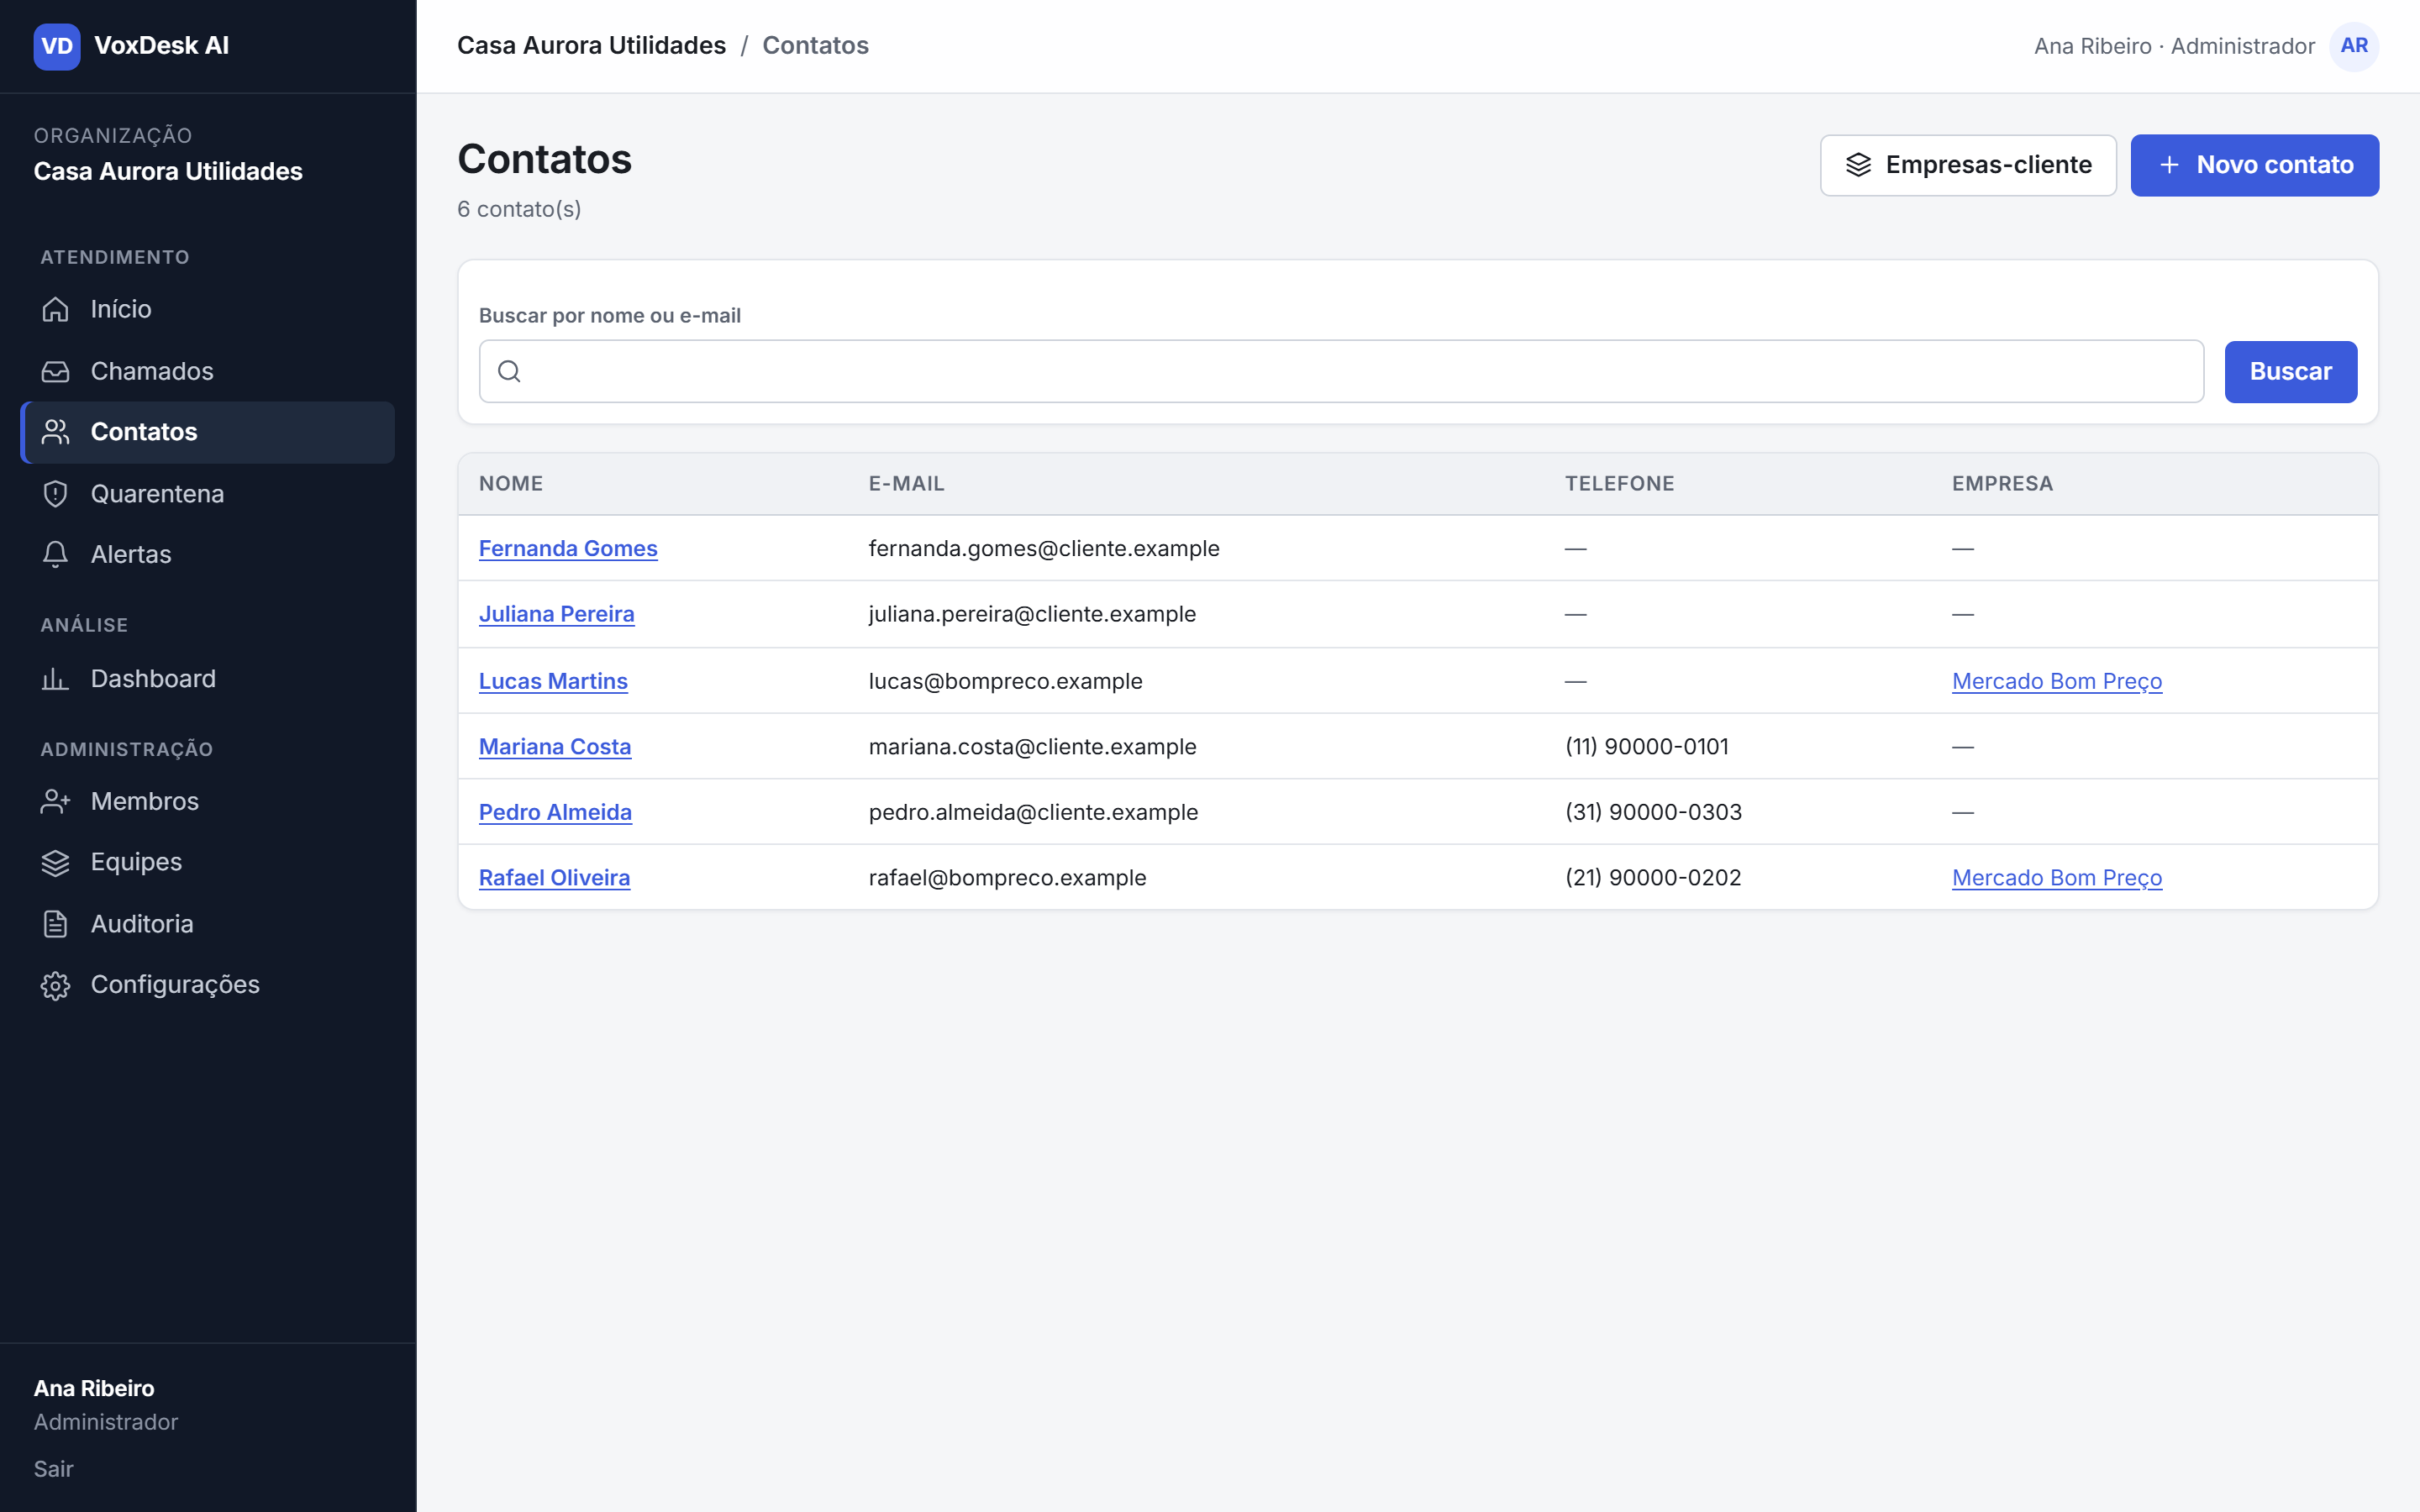 VD VoxDesk AI
ORGANIZAÇÃO
Casa Aurora Utilidades
ATENDIMENTO
Início
Chamados
Contatos
Quarentena
Alertas
ANÁLISE
Dashboard
ADMINISTRAÇÃO
Membros
Equipes
Auditoria
Configurações
Ana Ribeiro
Administrador
Sair
Casa Aurora Utilidades / Contatos
Ana Ribeiro · Administrador AR
Contatos
6 contato(s)
Empresas-cliente
Novo contato
Buscar por nome ou e-mail
Buscar
NOME E-MAIL TELEFONE EMPRESA
Fernanda Gomes fernanda.gomes@cliente.example — —
Juliana Pereira juliana.pereira@cliente.example — —
Lucas Martins lucas@bompreco.example — Mercado Bom Preço
Mariana Costa mariana.costa@cliente.example (11) 90000-0101 —
Pedro Almeida pedro.almeida@cliente.example (31) 90000-0303 —
Rafael Oliveira rafael@bompreco.example (21) 90000-0202 Mercado Bom Preço